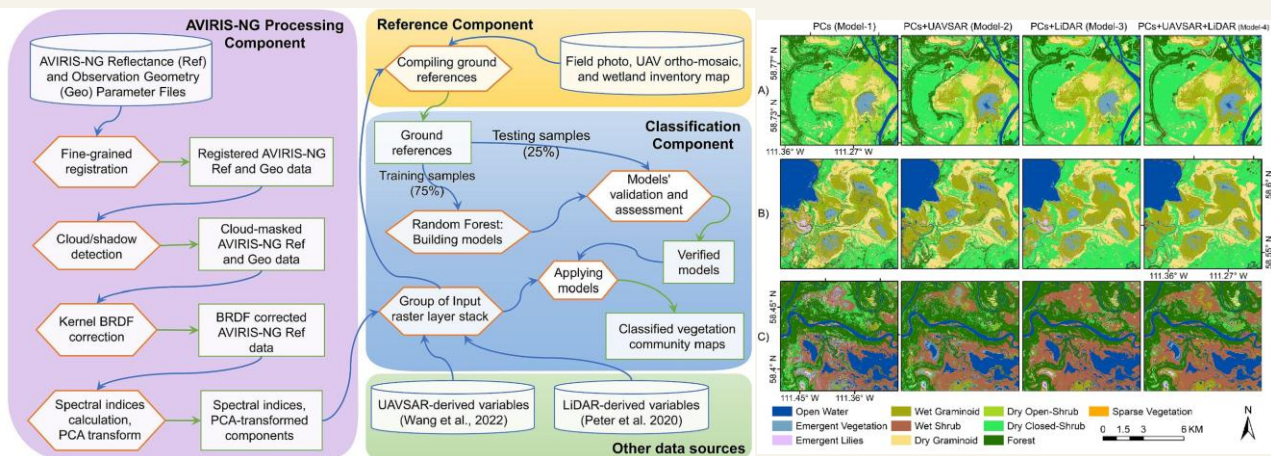 AVIRIS-NG Processing
Component
AVIRIS-NG Reflectance (Ref)
and Observation Geometry
(Geo) Parameter Files
Fine-grained
registration
Registered AVIRIS-NG
Ref and Geo data
Cloud/shadow
detection
Cloud-masked
AVIRIS-NG Ref
and Geo data
Kernel BRDF
correction
BRDF corrected
AVIRIS-NG Ref
data
Spectral indices
calculation,
PCA transform
Spectral indices,
PCA-transformed
components
Reference Component
Compiling ground
references
Field photo, UAV ortho-mosaic,
and wetland inventory map
Classification
Component
Ground
references
Testing samples
(25%)
Training samples
(75%)
Models'
validation and
assessment
Random Forest:
Building models
Verified
models
Applying
models
Group of Input
raster layer stack
Classified vegetation
community maps
UAVSAR-derived variables
(Wang et al., 2022)
LiDAR-derived variables
(Peter et al. 2020)
Other data sources
PCs (Model-1)
PCs+UAVSAR (Model-2)
PCs+LiDAR (Model-3)
PCs+UAVSAR+LiDAR (Model-4)
A)
58.77° N
58.73° N
111.36° W
111.27° W
B)
58.6° N
58.55° N
111.36° W
111.27° W
C)
58.45° N
58.4° N
111.45° W
111.36° W
Open Water
Emergent Vegetation
Emergent Lilies
Wet Graminoid
Wet Shrub
Dry Graminoid
Dry Open-Shrub
Dry Closed-Shrub
Forest
Sparse Vegetation
0 1.5 3 6 KM
N